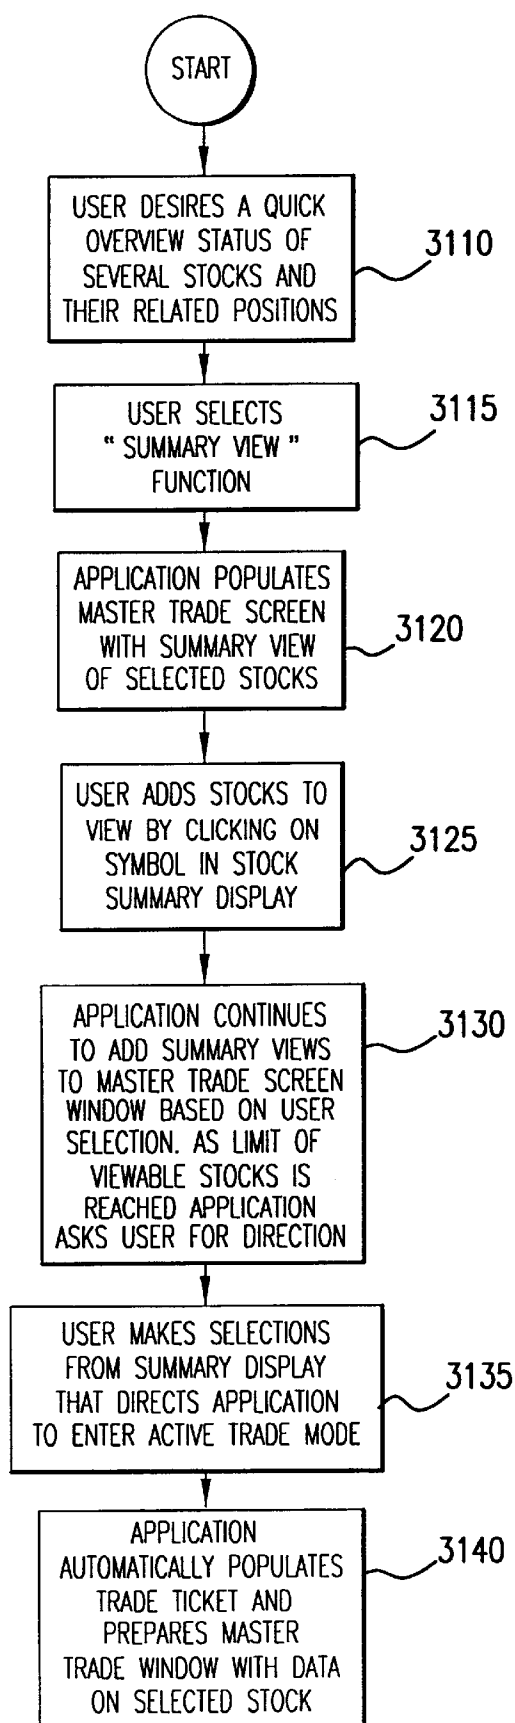 START
USER DESIRES A QUICK
OVERVIEW STATUS OF
SEVERAL STOCKS AND
THEIR RELATED POSITIONS
3110
USER SELECTS
" SUMMARY VIEW "
FUNCTION
3115
APPLICATION POPULATES
MASTER TRADE SCREEN
WITH SUMMARY VIEW
OF SELECTED STOCKS
3120
USER ADDS STOCKS TO
VIEW BY CLICKING ON
SYMBOL IN STOCK
SUMMARY DISPLAY
3125
APPLICATION CONTINUES
TO ADD SUMMARY VIEWS
TO MASTER TRADE SCREEN
WINDOW BASED ON USER
SELECTION. AS LIMIT OF
VIEWABLE STOCKS IS
REACHED APPLICATION
ASKS USER FOR DIRECTION
3130
USER MAKES SELECTIONS
FROM SUMMARY DISPLAY
THAT DIRECTS APPLICATION
TO ENTER ACTIVE TRADE MODE
3135
APPLICATION
AUTOMATICALLY POPULATES
TRADE TICKET AND
PREPARES MASTER
TRADE WINDOW WITH DATA
ON SELECTED STOCK
3140